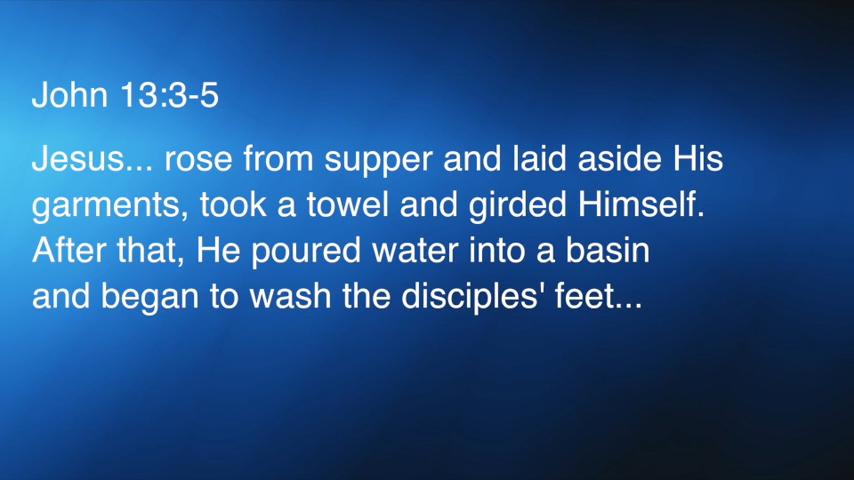 John 13:3-5
Jesus... rose from supper and laid aside His
garments, took a towel and girded Himself.
After that, He poured water into a basin
and began to wash the disciples' feet...